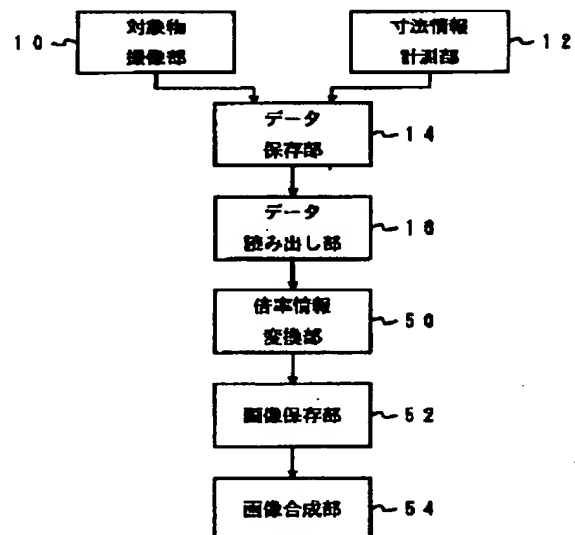 10
対象物
撮像部
寸法情報
計測部
12
データ
保存部
14
データ
読み出し部
16
倍率情報
変換部
50
画像保存部
52
画像合成部
54